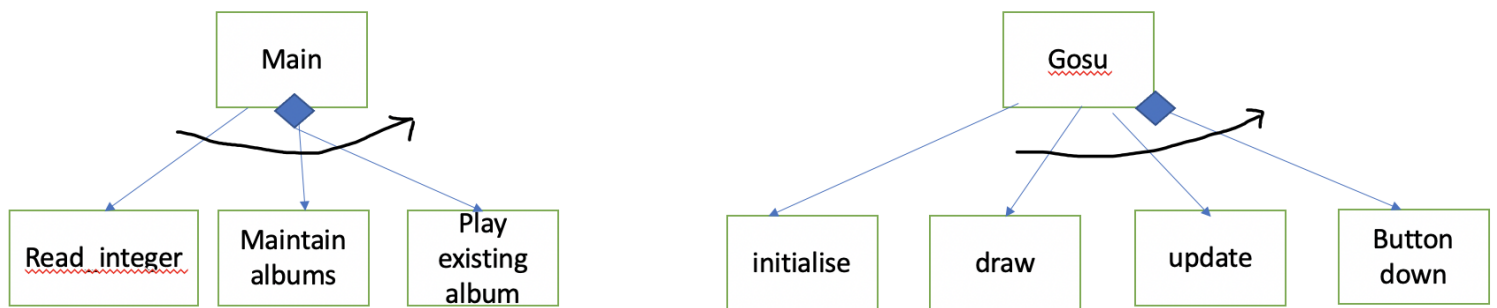 Main
Gosu
Read_integer
Maintain
albums
Play
existing
album
initialise
draw
update
Button
down